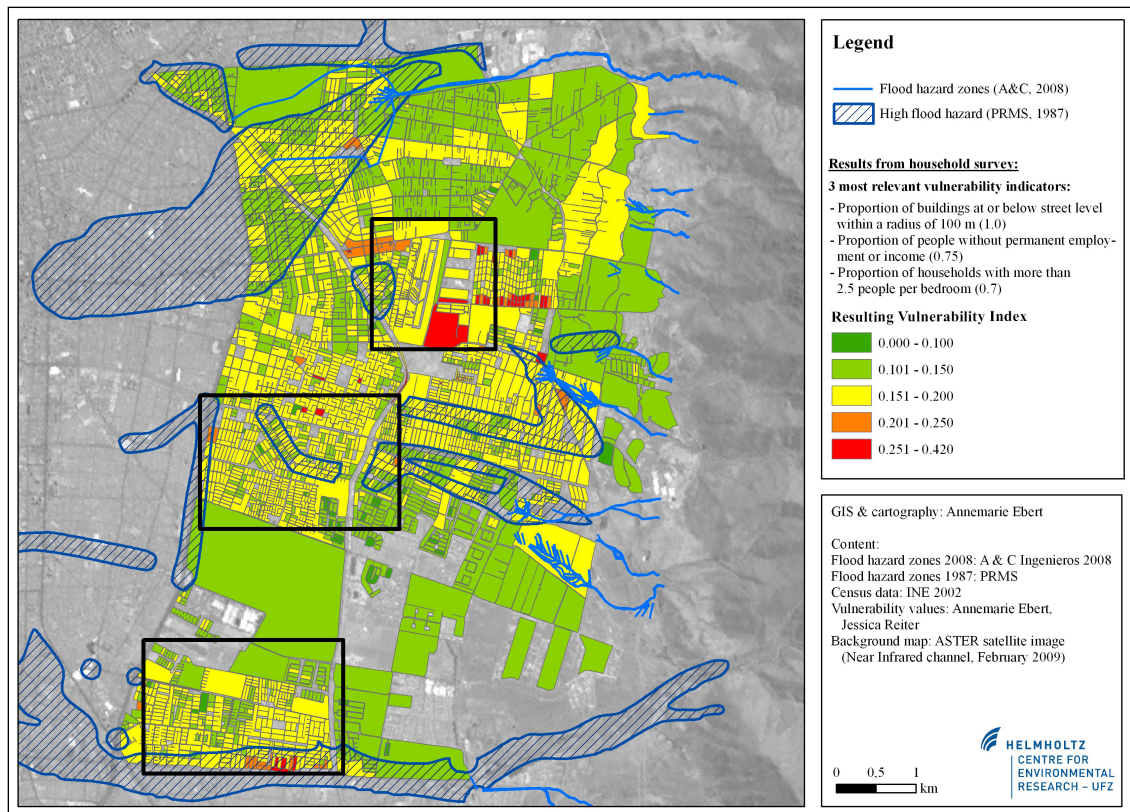 Legend
Flood hazard zones (A&C, 2008)
High flood hazard (PRMS, 1987)
Results from household survey:
3 most relevant vulnerability indicators:
- Proportion of buildings at or below street level
within a radius of 100 m (1.0)
- Proportion of people without permanent employ-
ment or income (0.75)
- Proportion of households with more than
2.5 people per bedroom (0.7)
Resulting Vulnerability Index
0.000 - 0.100
0.101 - 0.150
0.151 - 0.200
0.201 - 0.250
0.251 - 0.420
GIS & cartography: Annemarie Ebert
Content:
Flood hazard zones 2008: A & C Ingenieros 2008
Flood hazard zones 1987: PRMS
Census data: INE 2002
Vulnerability values: Annemarie Ebert,
Jessica Reiter
Background map: ASTER satellite image
(Near Infrared channel, February 2009)
HELMHOLTZ
CENTRE FOR
ENVIRONMENTAL
RESEARCH – UFZ
0 0,5 1
km